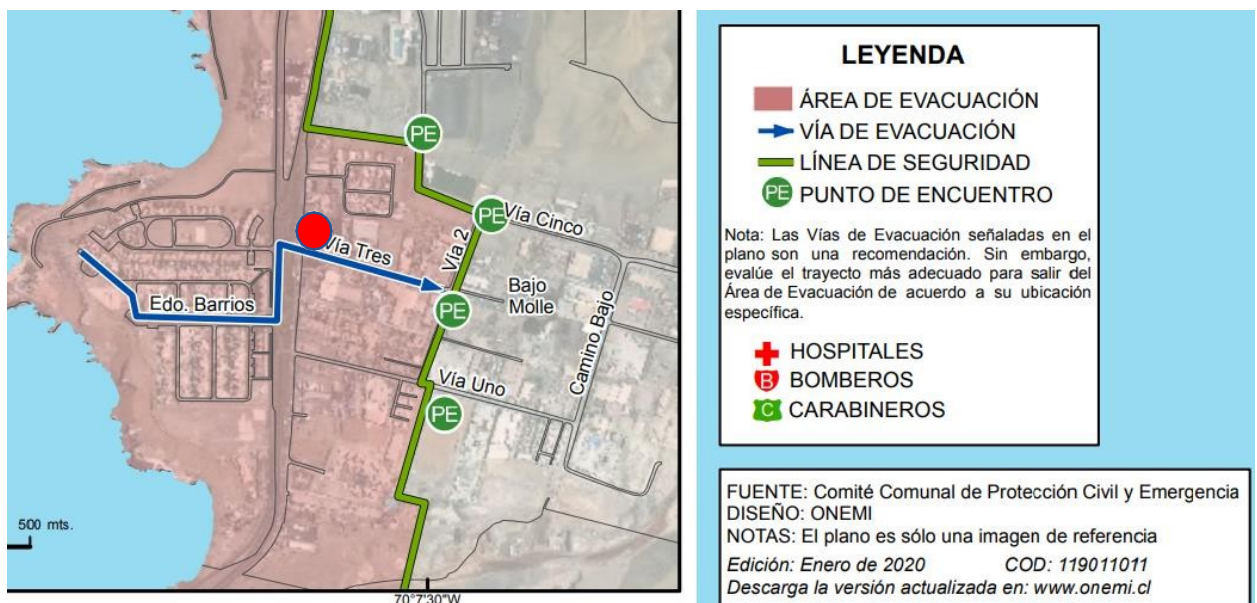 PE
PE
Vía Cinco
Vía Tres
Vía 2
Bajo
Molle
Edo. Barrios
PE
Camino Bajo
Vía Uno
PE
500 mts.
70°7'30"W
LEYENDA
ÁREA DE EVACUACIÓN
VÍA DE EVACUACIÓN
LÍNEA DE SEGURIDAD
PE PUNTO DE ENCUENTRO
Nota: Las Vías de Evacuación señaladas en el
plano son una recomendación. Sin embargo,
evalúe el trayecto más adecuado para salir del
Área de Evacuación de acuerdo a su ubicación
específica.
HOSPITALES
B BOMBEROS
C CARABINEROS
FUENTE: Comité Comunal de Protección Civil y Emergencia
DISEÑO: ONEMI
NOTAS: El plano es sólo una imagen de referencia
Edición: Enero de 2020 COD: 119011011
Descarga la versión actualizada en: www.onemi.cl